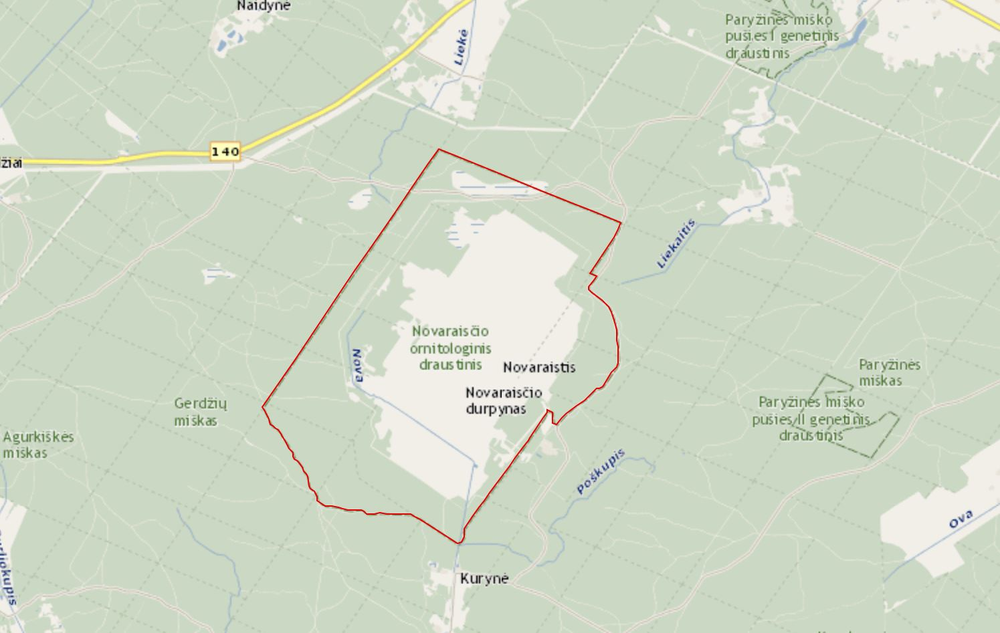 Naidynė
Liekė
Paryžinės miško
pušies I genetinis
draustinis
140
žiai
Liekaitis
Novaraisčio
ornitologinis
draustinis
Nova
Novaraistis
Novaraisčio
durpynas
Paryžinės
miškas
Paryžinės miško
pušies II genetinis
draustinis
Gerdžių
miškas
Agurkiškės
miškas
Poškupis
Ova
Kurynė